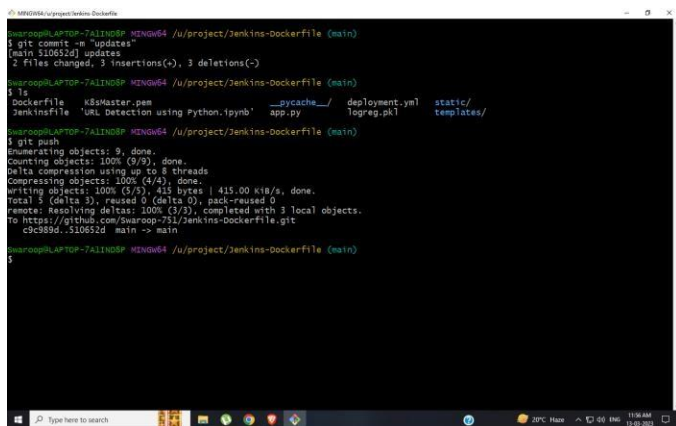 MINGW64:/u/project/Jenkins-Dockerfile
Swaroop@LAPTOP-7ALIND8P MINGW64 /u/project/Jenkins-Dockerfile (main)
$ git commit -m "updates"
[main 510652d] updates
2 files changed, 3 insertions(+), 3 deletions(-)
Swaroop@LAPTOP-7ALIND8P MINGW64 /u/project/Jenkins-Dockerfile (main)
$ ls
Dockerfile K8sMaster.pem __pycache__/ deployment.yml static/
Jenkinsfile 'URL Detection using Python.ipynb' app.py logreg.pkl templates/
Swaroop@LAPTOP-7ALIND8P MINGW64 /u/project/Jenkins-Dockerfile (main)
$ git push
Enumerating objects: 9, done.
Counting objects: 100% (9/9), done.
Delta compression using up to 8 threads
Compressing objects: 100% (4/4), done.
Writing objects: 100% (5/5), 415 bytes | 415.00 KiB/s, done.
Total 5 (delta 3), reused 0 (delta 0), pack-reused 0
remote: Resolving deltas: 100% (3/3), completed with 3 local objects.
To https://github.com/Swaroop-751/Jenkins-Dockerfile.git
c9c989d..510652d main -> main
Swaroop@LAPTOP-7ALIND8P MINGW64 /u/project/Jenkins-Dockerfile (main)
$
Type here to search
20°C Haze
ENG
11:56 AM
13-03-2023